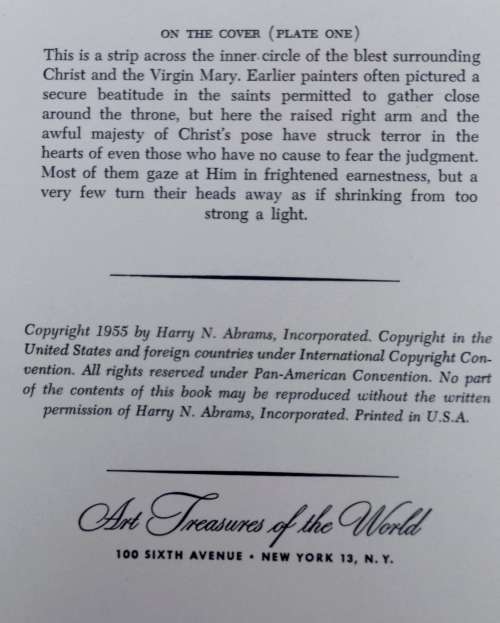 ON THE COVER (PLATE ONE)
This is a strip across the inner circle of the blest surrounding
Christ and the Virgin Mary. Earlier painters often pictured a
secure beatitude in the saints permitted to gather close
around the throne, but here the raised right arm and the
awful majesty of Christ's pose have struck terror in the
hearts of even those who have no cause to fear the judgment.
Most of them gaze at Him in frightened earnestness, but a
very few turn their heads away as if shrinking from too
strong a light.
Copyright 1955 by Harry N. Abrams, Incorporated. Copyright in the
United States and foreign countries under International Copyright Con-
vention. All rights reserved under Pan-American Convention. No part
of the contents of this book may be reproduced without the written
permission of Harry N. Abrams, Incorporated. Printed in U.S.A.
Art Treasures of the World
100 SIXTH AVENUE • NEW YORK 13, N. Y.